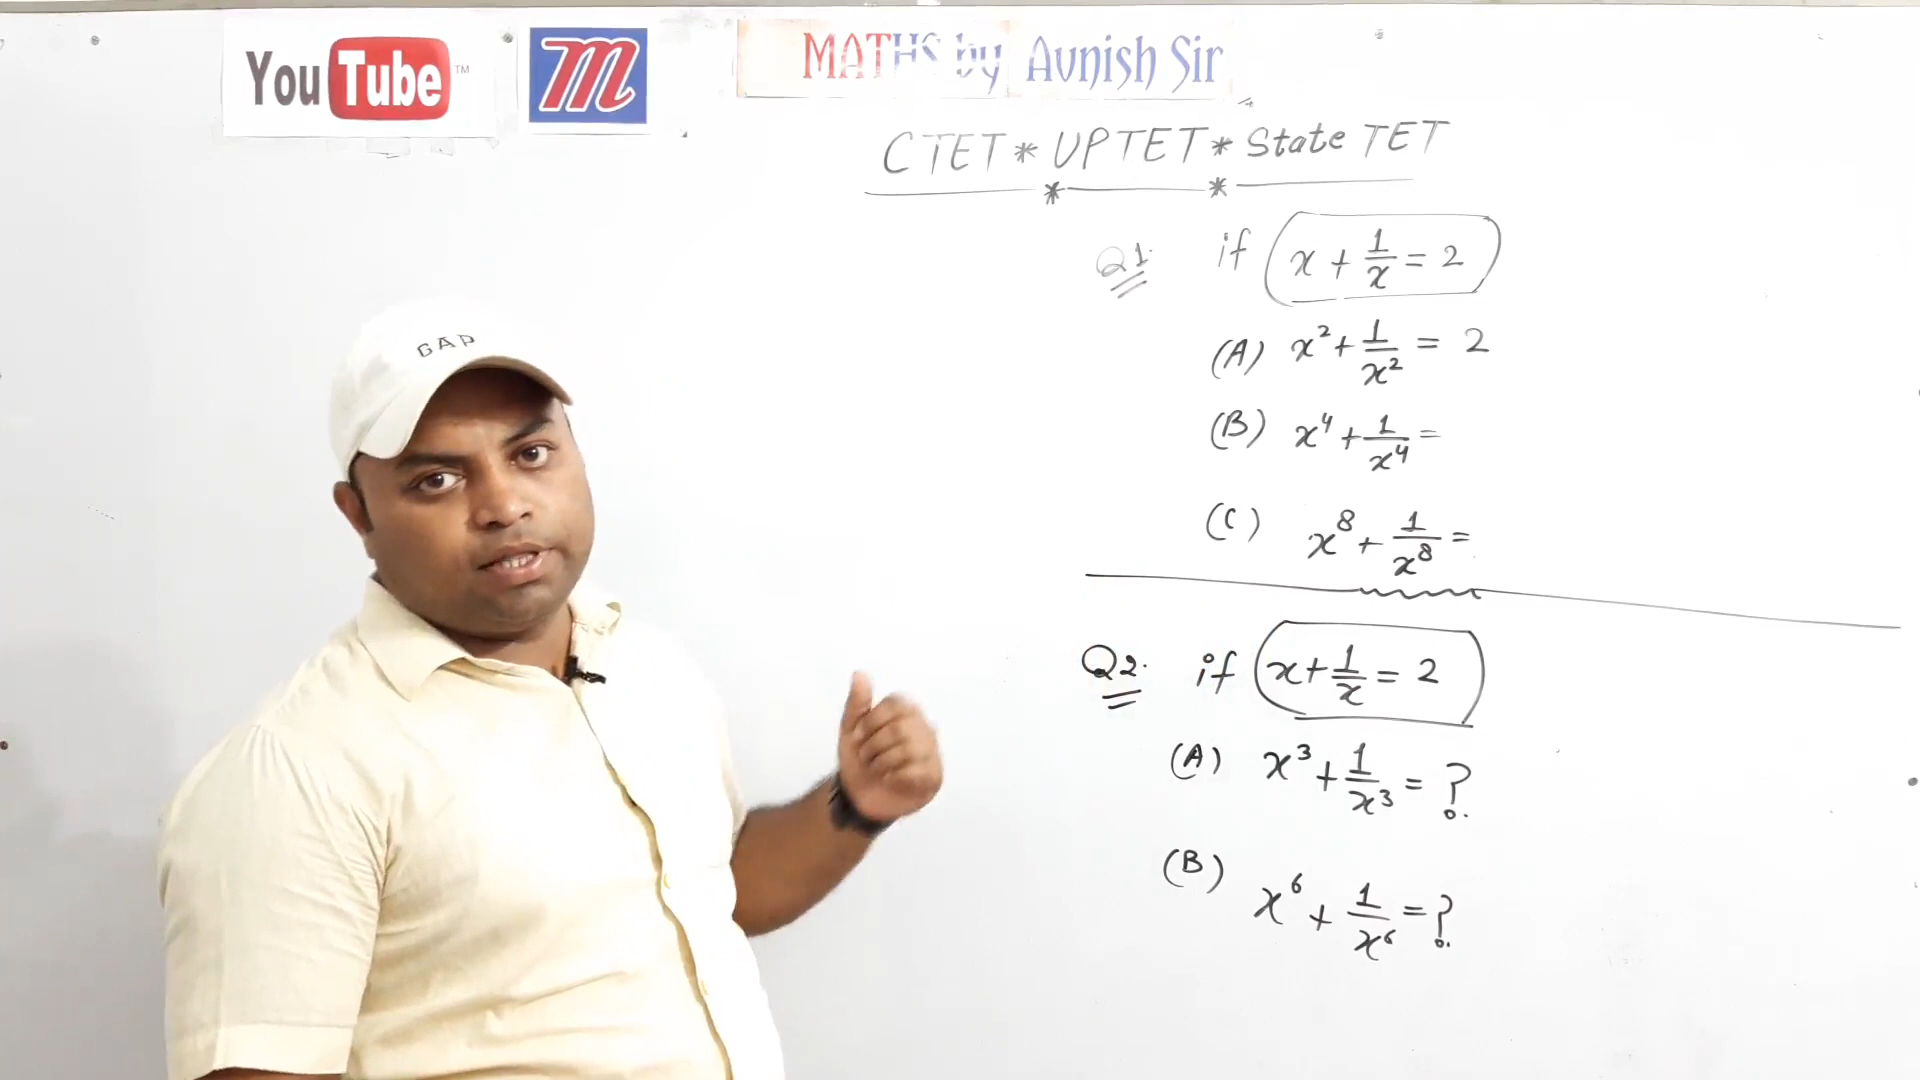 YouTube™ m MATHS by Avnish Sir
CTET * UPTET * State TET
Q1. if x + 1/x = 2
(A) x² + 1/x² = 2
(B) x⁴ + 1/x⁴ =
(C) x⁸ + 1/x⁸ =
Q2. if x + 1/x = 2
(A) x³ + 1/x³ = ?
(B) x⁶ + 1/x⁶ = ?
GAP